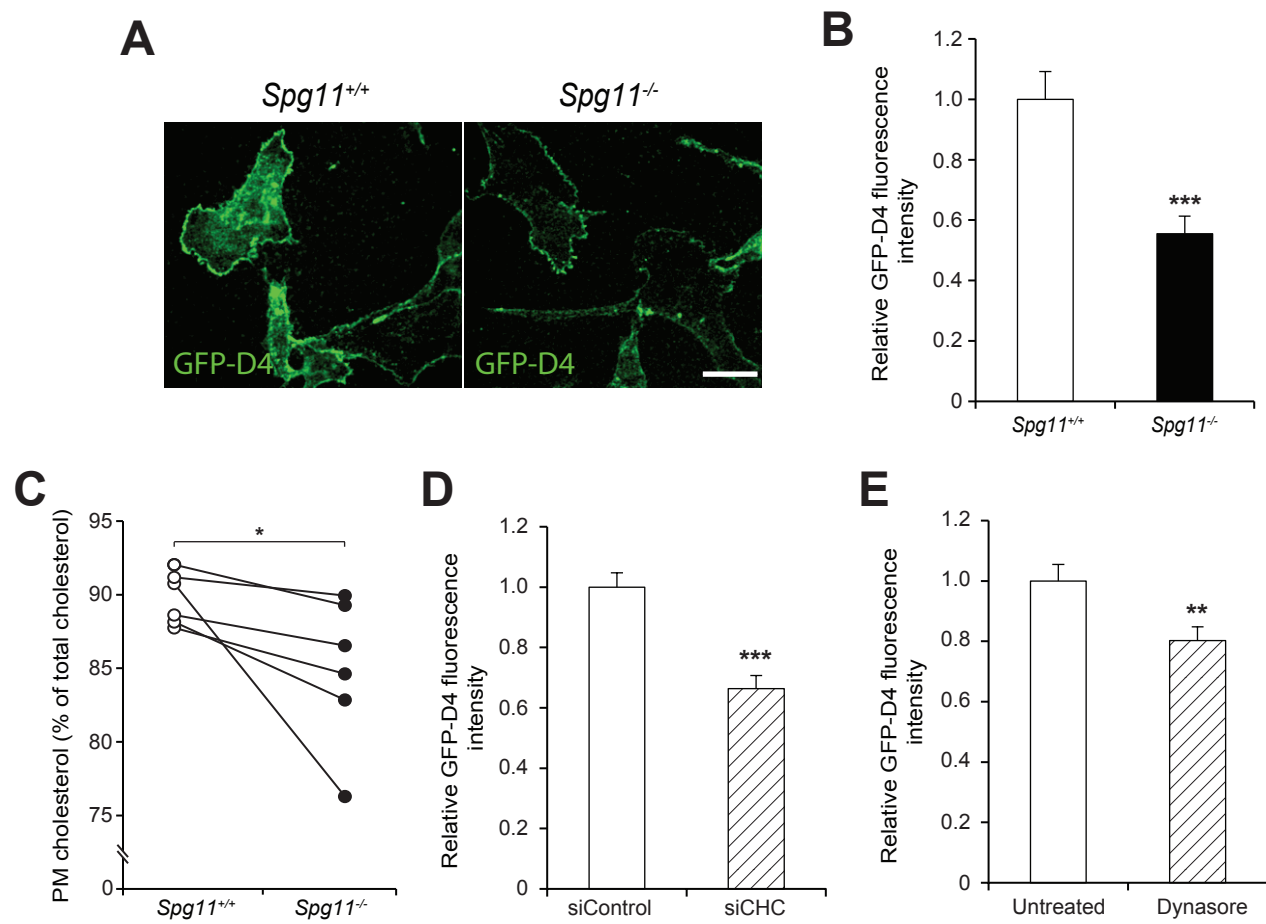 A
Spg11+/+
Spg11-/-
GFP-D4
GFP-D4
B
Relative GFP-D4 fluorescence
intensity
1.2
1.0
0.8
0.6
0.4
0.2
0
***
Spg11+/+
Spg11-/-
C
PM cholesterol (% of total cholesterol)
95
90
85
80
75
0
*
Spg11+/+
Spg11-/-
D
Relative GFP-D4 fluorescence
intensity
1.2
1.0
0.8
0.6
0.4
0.2
0
***
siControl
siCHC
E
Relative GFP-D4 fluorescence
intensity
1.2
1.0
0.8
0.6
0.4
0.2
0
**
Untreated
Dynasore